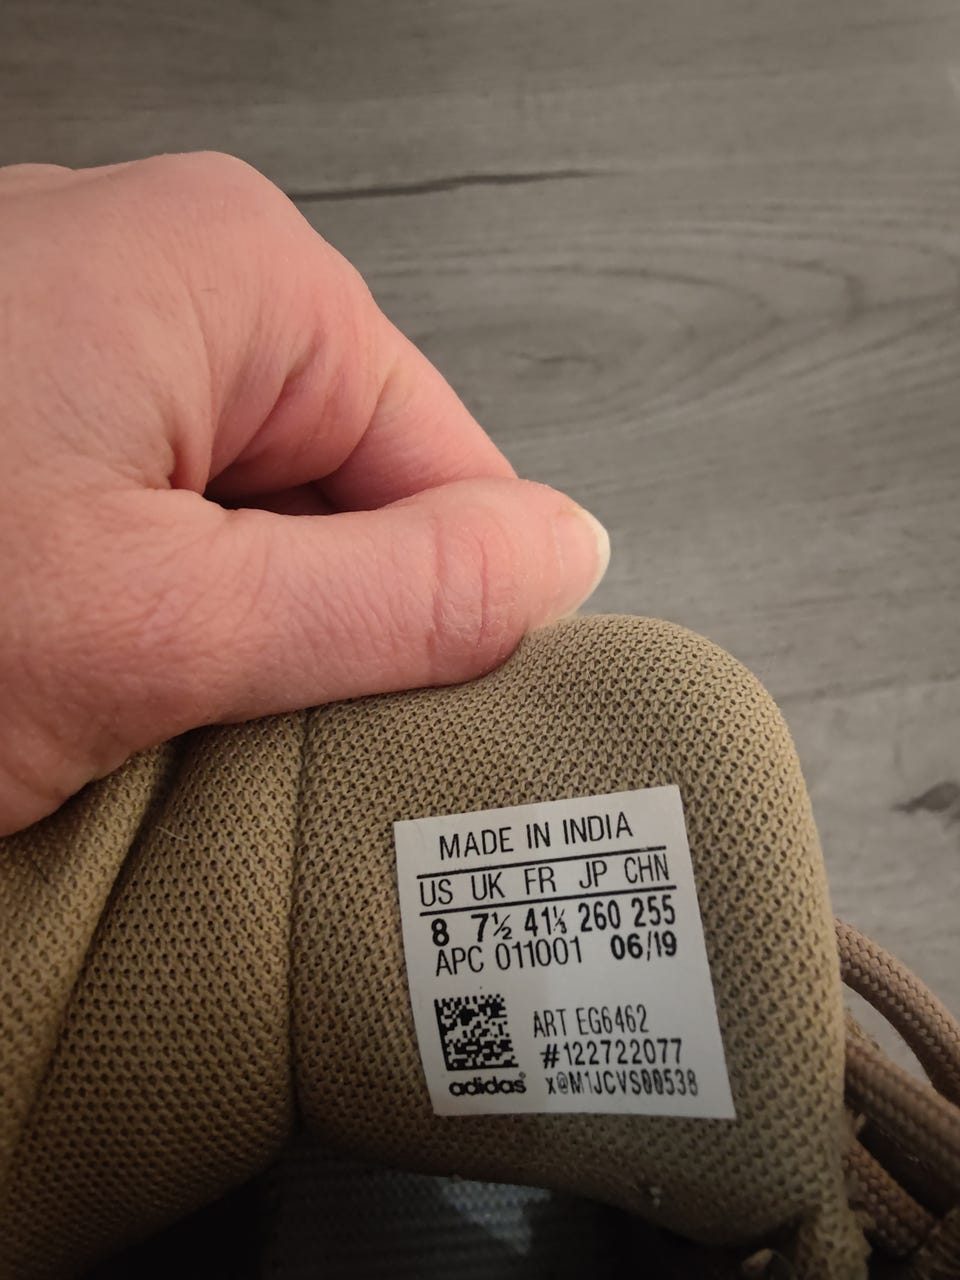 MADE IN INDIA
US UK FR JP CHN
8 7½ 41⅓ 260 255
APC 011001 06/19
ART EG6462
#122722077
adidas® x@M1JCVS00538